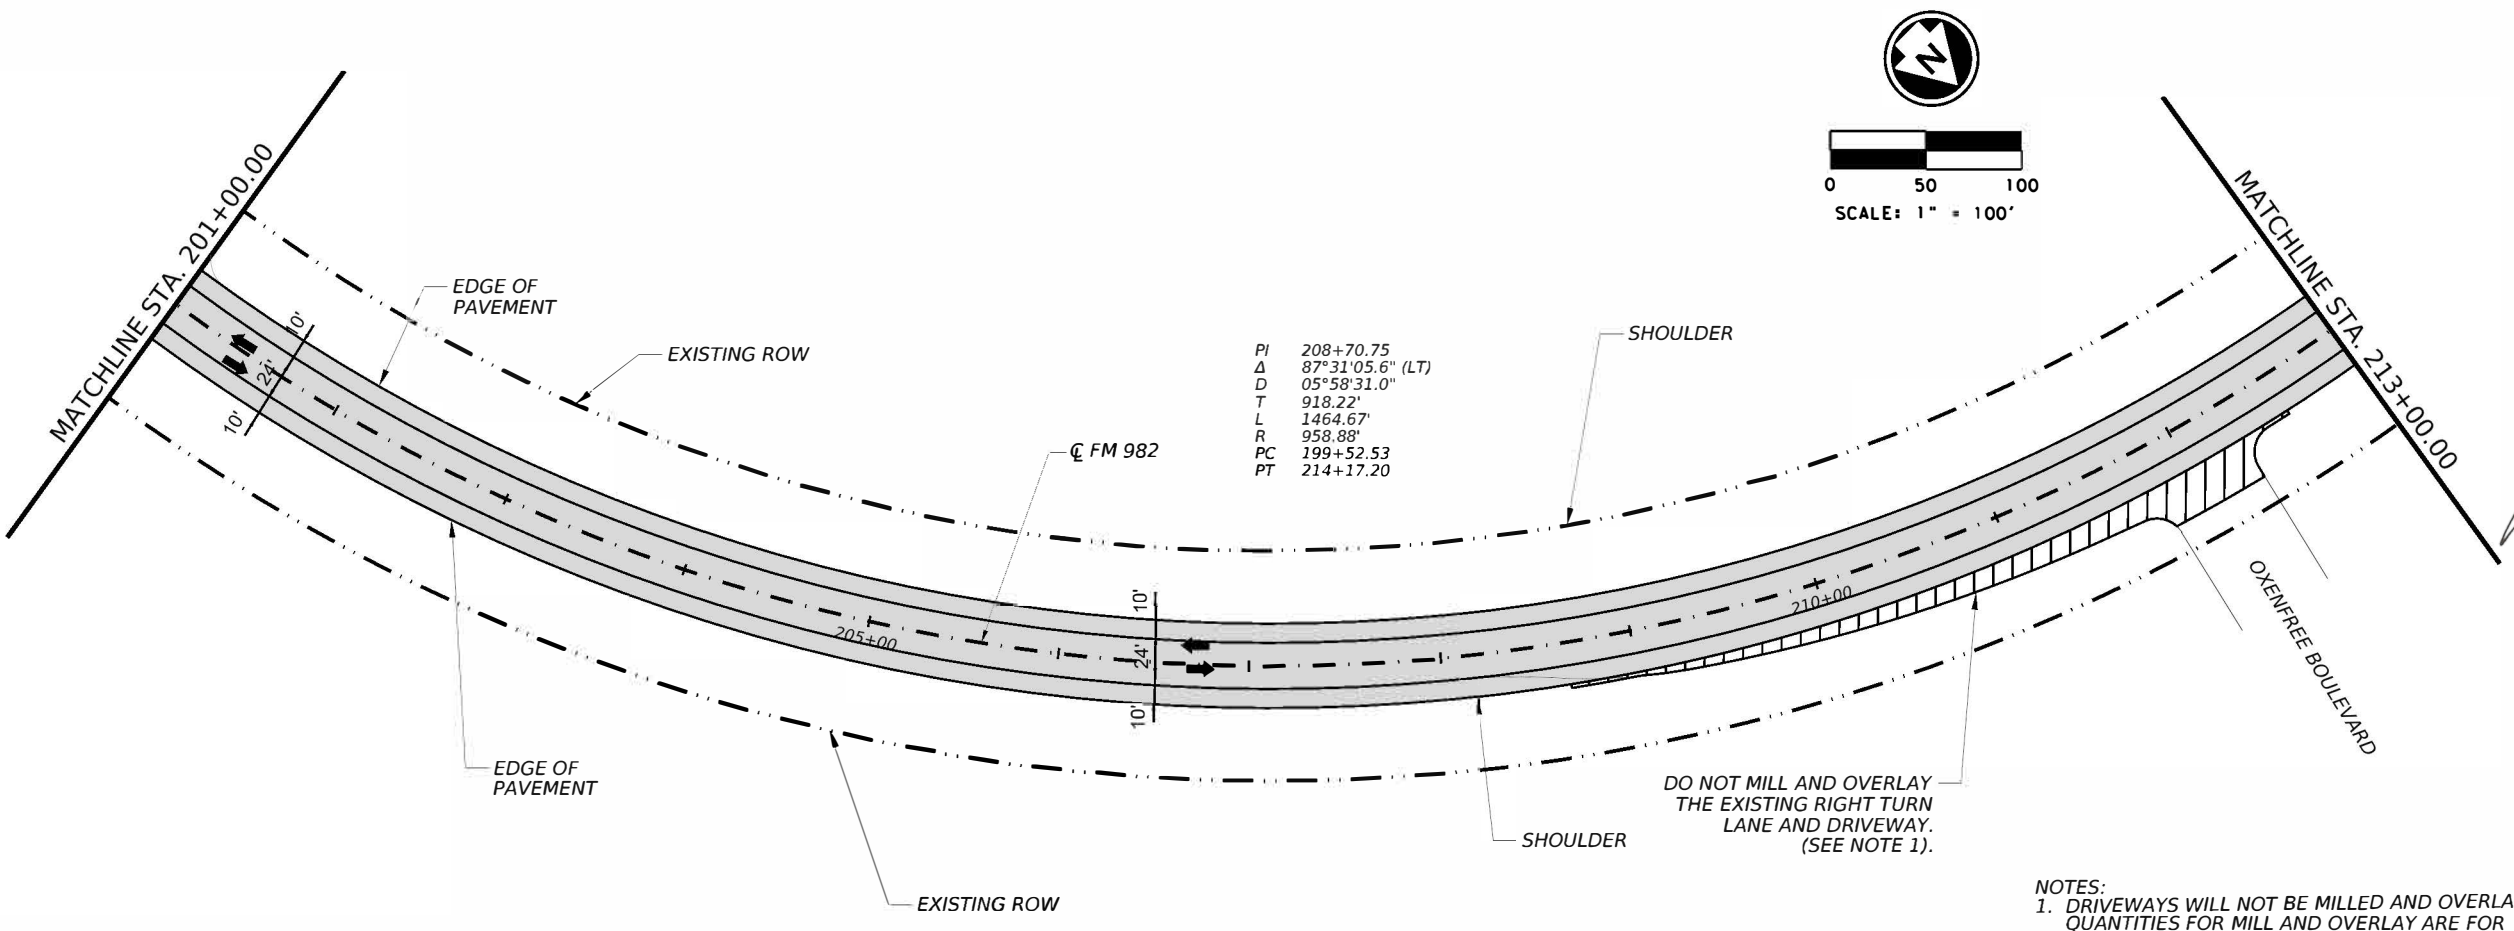 N
0 50 100
SCALE: 1" = 100'
MATCHLINE STA. 201+00.00
MATCHLINE STA. 213+00.00
EDGE OF
PAVEMENT
EXISTING ROW
SHOULDER
10'
24'
10'
PI 208+70.75
Δ 87°31'05.6" (LT)
D 05°58'31.0"
T 918.22'
L 1464.67'
R 958.88'
PC 199+52.53
PT 214+17.20
℄ FM 982
205+00
10'
24'
10'
210+00
OXENFREE BOULEVARD
EDGE OF
PAVEMENT
DO NOT MILL AND OVERLAY
THE EXISTING RIGHT TURN
LANE AND DRIVEWAY.
(SEE NOTE 1).
SHOULDER
EXISTING ROW
NOTES:
1. DRIVEWAYS WILL NOT BE MILLED AND OVERLA
QUANTITIES FOR MILL AND OVERLAY ARE FOR